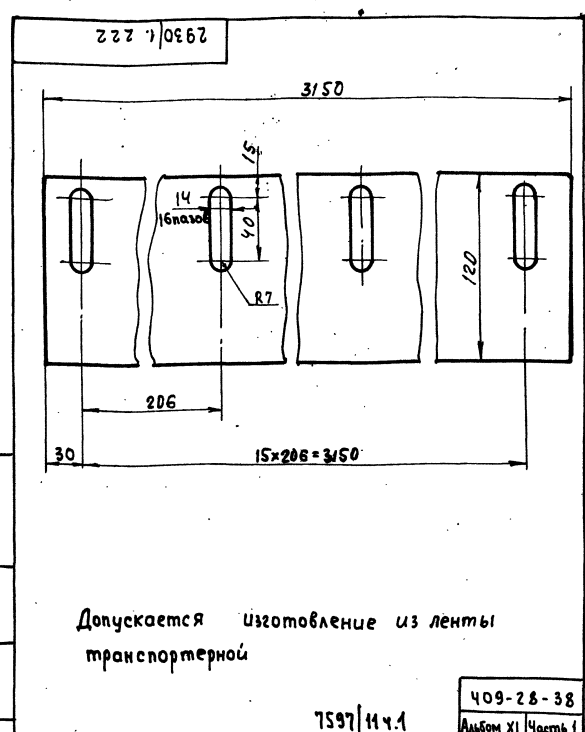 2930/1. 222
3150
15
14
16пазов
40
R7
120
206
30
15×206=3150
Допускается изготовление из ленты
транспортерной
409-28-38
7597/11 ч.1
Альбом XI Часть 1